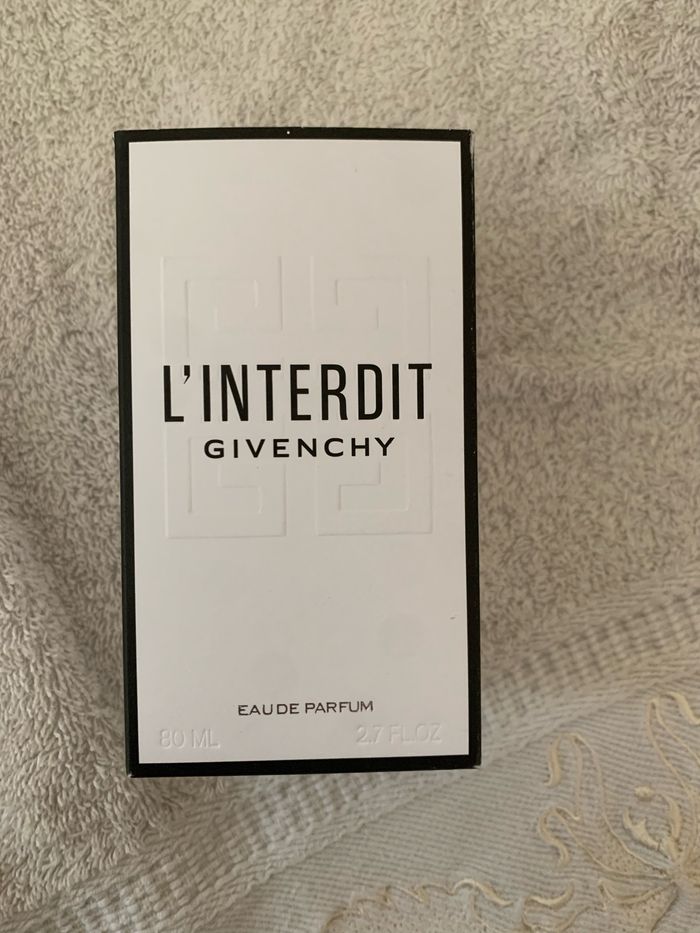 L'INTERDIT
GIVENCHY
EAU DE PARFUM
80 ML 2.7 FL.OZ